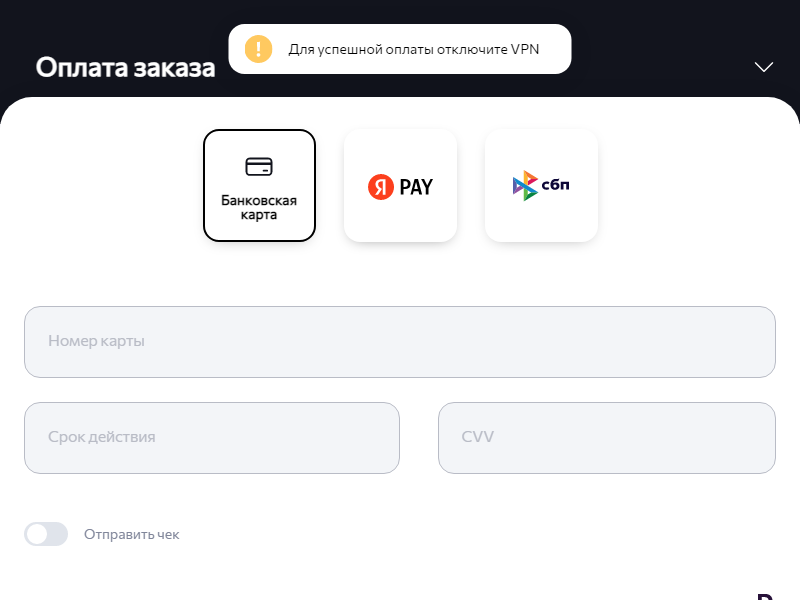 Для успешной оплаты отключите VPN
Оплата заказа
Банковская
карта
Я PAY
сбп
Номер карты
Срок действия
CVV
Отправить чек